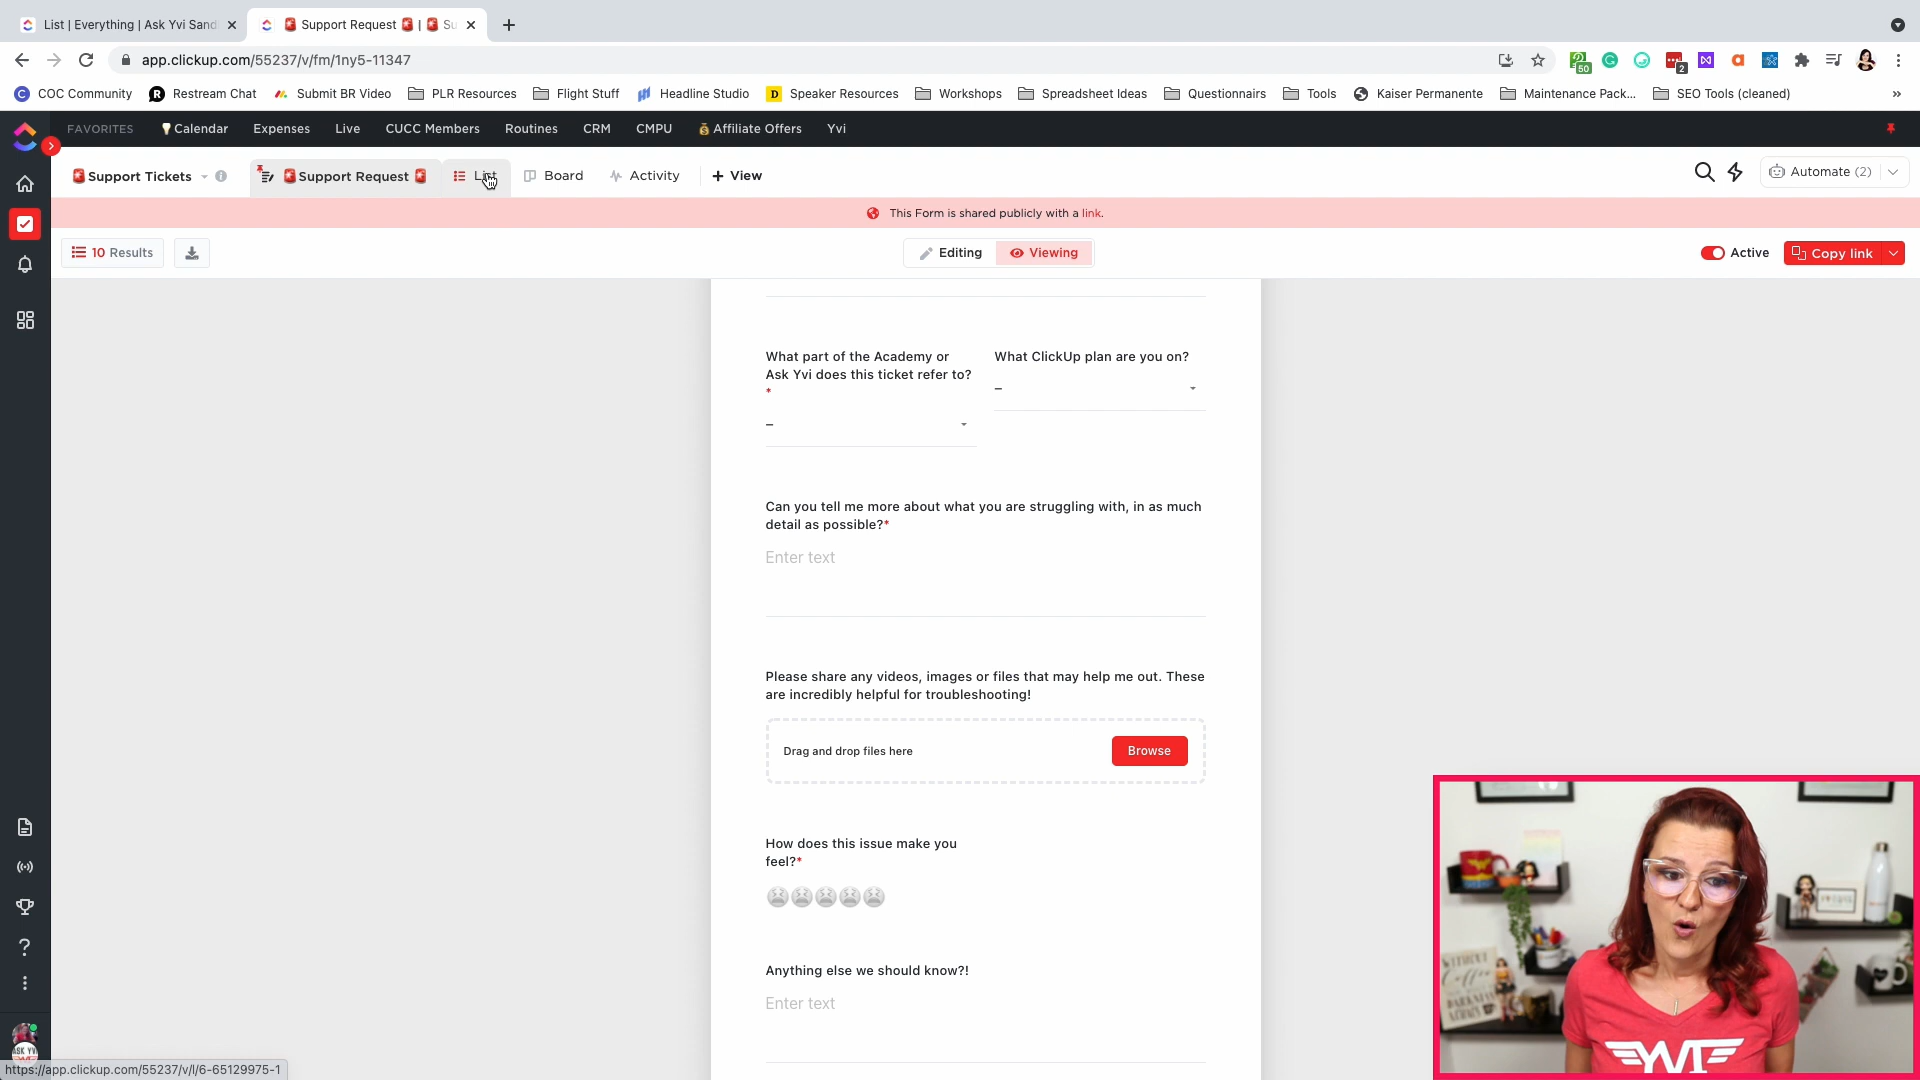 List | Everything | Ask Yvi Sand
Support Request | Su
app.clickup.com/55237/v/fm/1ny5-11347
50
2
COC Community
Restream Chat
Submit BR Video
PLR Resources
Flight Stuff
Headline Studio
Speaker Resources
Workshops
Spreadsheet Ideas
Questionnairs
Tools
Kaiser Permanente
Maintenance Pack...
SEO Tools (cleaned)
»
FAVORITES
Calendar
Expenses
Live
CUCC Members
Routines
CRM
CMPU
Affiliate Offers
Yvi
Support Tickets
Support Request
List
Board
Activity
+ View
Automate (2)
This Form is shared publicly with a link.
10 Results
Editing
Viewing
Active
Copy link
What part of the Academy or
Ask Yvi does this ticket refer to?
*
–
What ClickUp plan are you on?
–
Can you tell me more about what you are struggling with, in as much
detail as possible?*
Enter text
Please share any videos, images or files that may help me out. These
are incredibly helpful for troubleshooting!
Drag and drop files here
Browse
How does this issue make you
feel?*
Anything else we should know?!
Enter text
WITHOUT
Coffee
DARKNESS
YVI
ASK YVI
https://app.clickup.com/55237/v/l/6-65129975-1